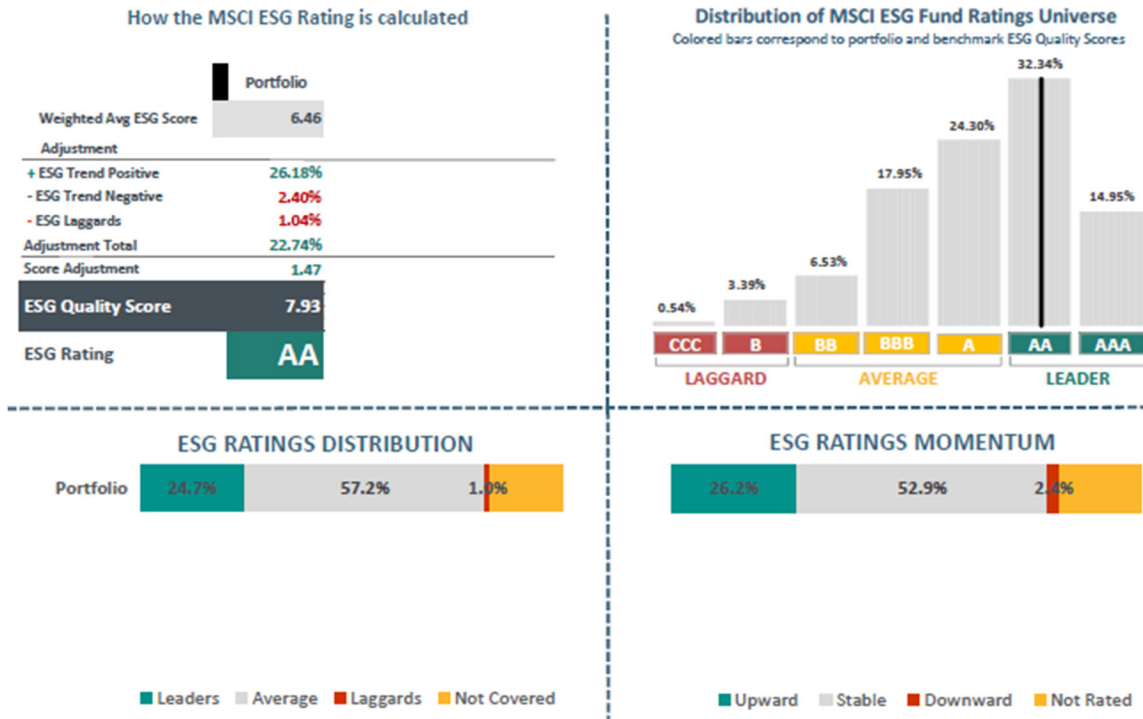 How the MSCI ESG Rating is calculated
Portfolio
Weighted Avg ESG Score 6.46
Adjustment
+ ESG Trend Positive 26.18%
- ESG Trend Negative 2.40%
- ESG Laggards 1.04%
Adjustment Total 22.74%
Score Adjustment 1.47
ESG Quality Score 7.93
ESG Rating AA
Distribution of MSCI ESG Fund Ratings Universe
Colored bars correspond to portfolio and benchmark ESG Quality Scores
0.54% 3.39% 6.53% 17.95% 24.30% 32.34% 14.95%
CCC B BB BBB A AA AAA
LAGGARD AVERAGE LEADER
ESG RATINGS DISTRIBUTION
Portfolio 24.7% 57.2% 1.0%
Leaders Average Laggards Not Covered
ESG RATINGS MOMENTUM
26.2% 52.9% 2.4%
Upward Stable Downward Not Rated